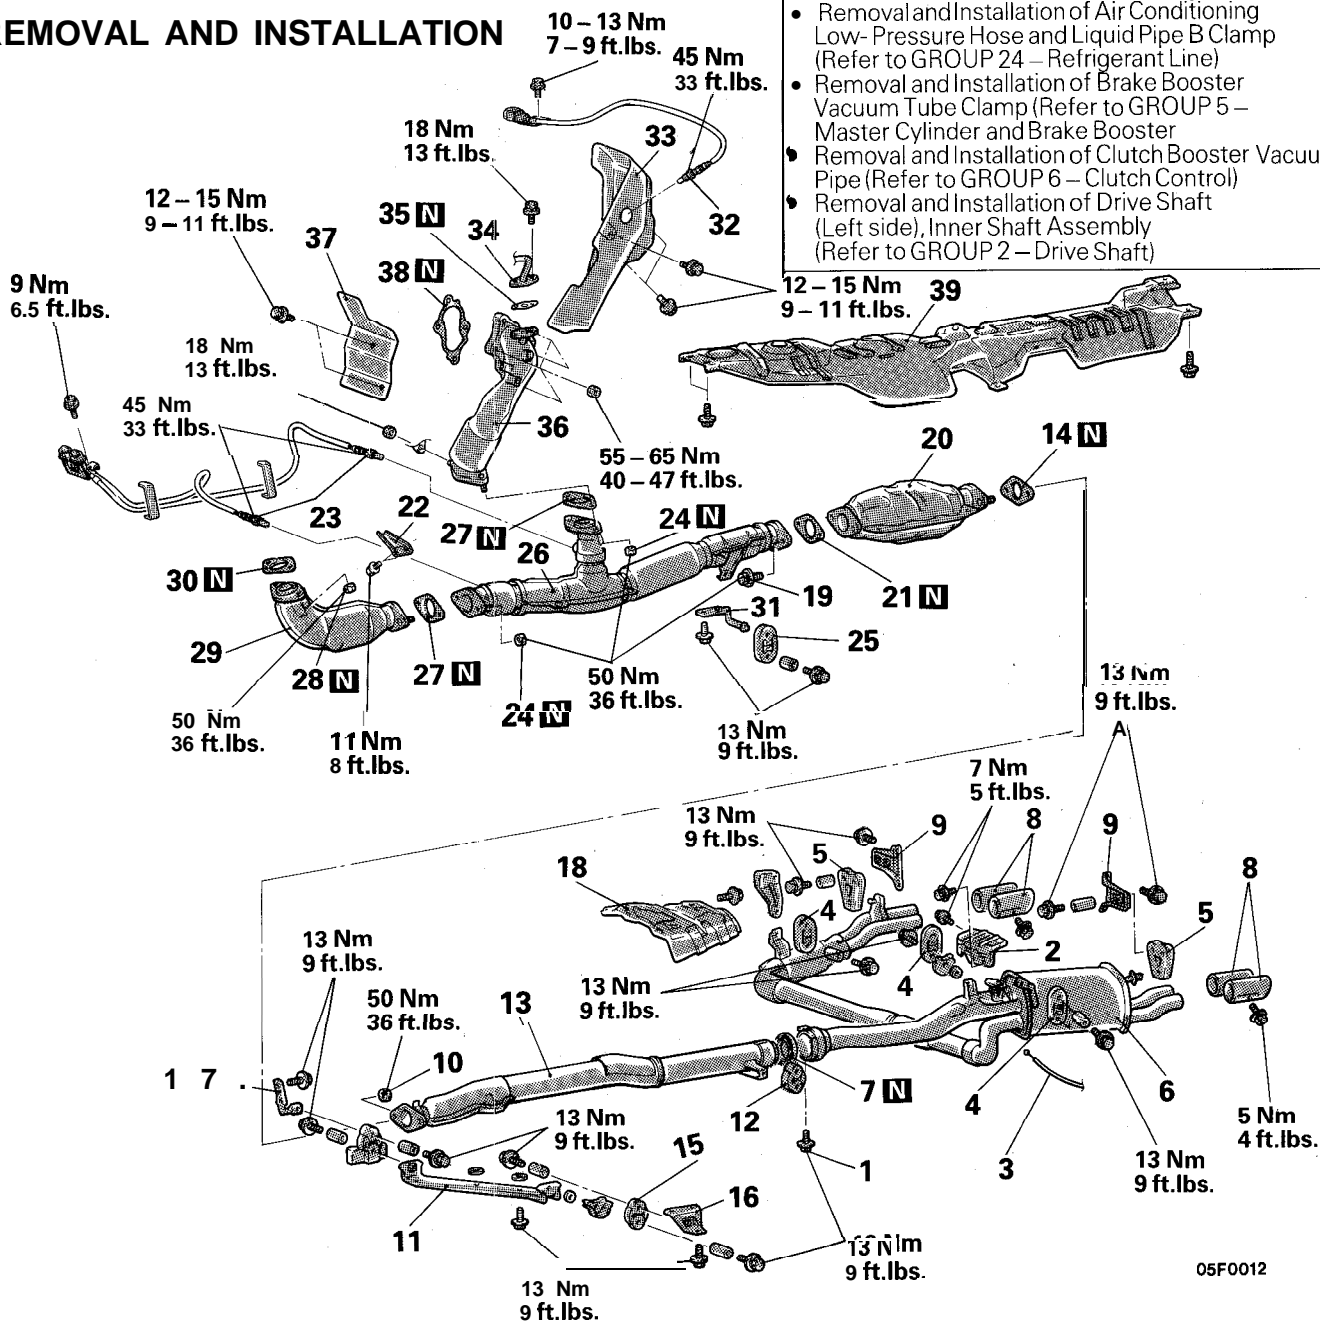 REMOVAL AND INSTALLATION
• Removal and Installation of Air Conditioning
Low-Pressure Hose and Liquid Pipe B Clamp
(Refer to GROUP 24 – Refrigerant Line)
• Removal and Installation of Brake Booster
Vacuum Tube Clamp (Refer to GROUP 5 –
Master Cylinder and Brake Booster
Removal and Installation of Clutch Booster Vacuu
Pipe (Refer to GROUP 6 – Clutch Control)
Removal and Installation of Drive Shaft
(Left side), Inner Shaft Assembly
(Refer to GROUP 2 – Drive Shaft)
10 – 13 Nm
7 – 9 ft.lbs.
45 Nm
33 ft.lbs.
18 Nm
13 ft.lbs.
33
12 – 15 Nm
9 – 11 ft.lbs.
35 N
34
32
37
38 N
9 Nm
6.5 ft.lbs.
12 – 15 Nm
9 – 11 ft.lbs.
39
18 Nm
13 ft.lbs.
45 Nm
33 ft.lbs.
36
20
14 N
55 – 65 Nm
40 – 47 ft.lbs.
23
22
27 N
24 N
26
30 N
19
21 N
31
25
29
28 N
27 N
24 N
50 Nm
36 ft.lbs.
50 Nm
36 ft.lbs.
11 Nm
8 ft.lbs.
13 Nm
9 ft.lbs.
13 Nm
9 ft.lbs.
A
7 Nm
5 ft.lbs.
13 Nm
9 ft.lbs.
9
8
9
18
5
8
4
5
13 Nm
9 ft.lbs.
2
4
13 Nm
9 ft.lbs.
50 Nm
36 ft.lbs.
13
10
17.
7 N
12
4
6
13 Nm
9 ft.lbs.
5 Nm
4 ft.lbs.
15
1
3
13 Nm
9 ft.lbs.
16
11
13 Nm
9 ft.lbs.
13 Nm
9 ft.lbs.
05F0012